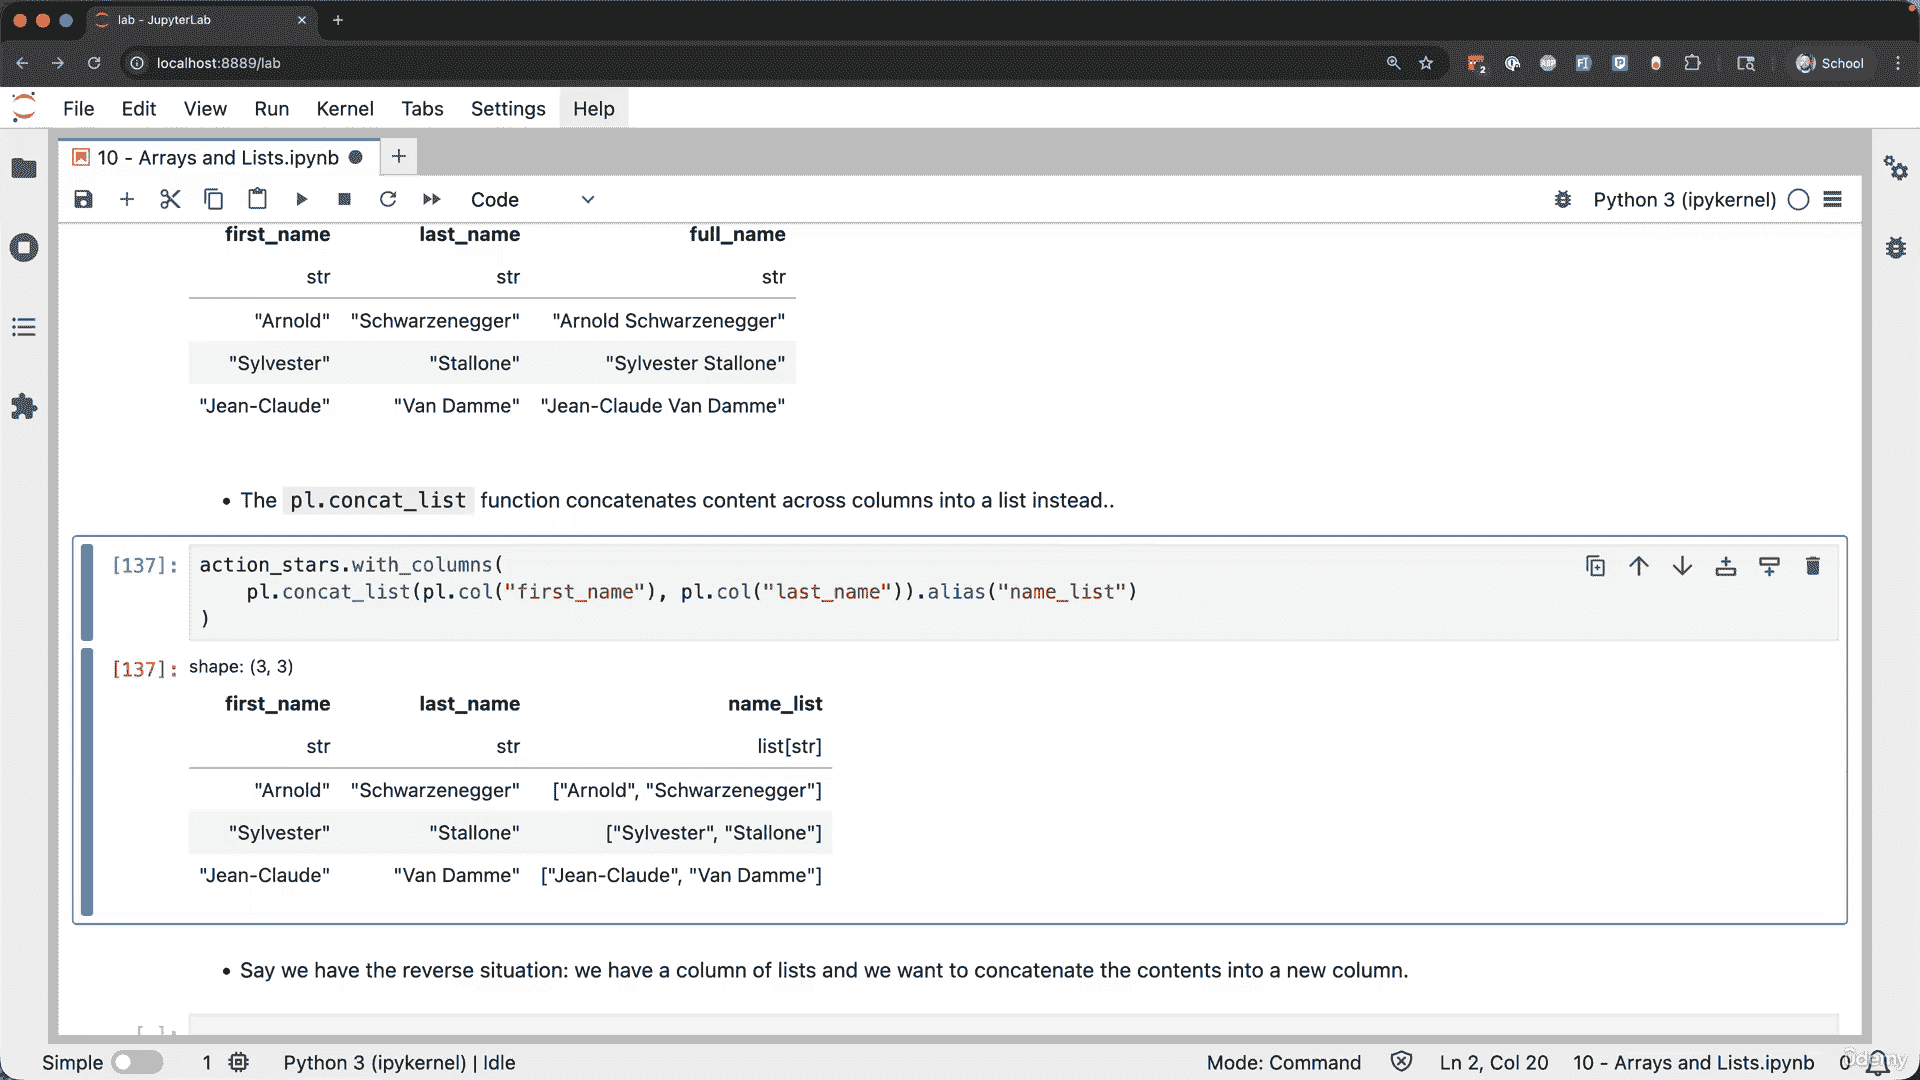 lab - JupyterLab
localhost:8889/lab
2
ABP
School
File Edit View Run Kernel Tabs Settings Help
10 - Arrays and Lists.ipynb
Code
Python 3 (ipykernel)
first_name last_name full_name
str str str
"Arnold" "Schwarzenegger" "Arnold Schwarzenegger"
"Sylvester" "Stallone" "Sylvester Stallone"
"Jean-Claude" "Van Damme" "Jean-Claude Van Damme"
• The pl.concat_list function concatenates content across columns into a list instead..
[137]: action_stars.with_columns(
pl.concat_list(pl.col("first_name"), pl.col("last_name")).alias("name_list")
)
[137]: shape: (3, 3)
first_name last_name name_list
str str list[str]
"Arnold" "Schwarzenegger" ["Arnold", "Schwarzenegger"]
"Sylvester" "Stallone" ["Sylvester", "Stallone"]
"Jean-Claude" "Van Damme" ["Jean-Claude", "Van Damme"]
• Say we have the reverse situation: we have a column of lists and we want to concatenate the contents into a new column.
[ ]:
Simple 1 Python 3 (ipykernel) | Idle Mode: Command Ln 2, Col 20 10 - Arrays and Lists.ipynb 0
Udemy